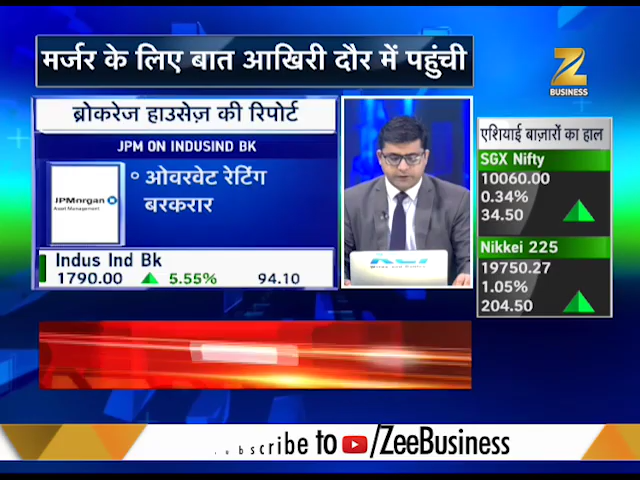 मर्जर के लिए बात आखिरी दौर में पहुंची
Z
BUSINESS
ब्रोकरेज हाउसेज़ की रिपोर्ट
JPM ON INDUSIND BK
JPMorgan
Asset Management
ओवरवेट रेटिंग
बरकरार
Indus Ind Bk
1790.00 5.55% 94.10
एशियाई बाज़ारों का हाल
SGX Nifty
10060.00
0.34%
34.50
Nikkei 225
19750.27
1.05%
204.50
subscribe to /ZeeBusiness